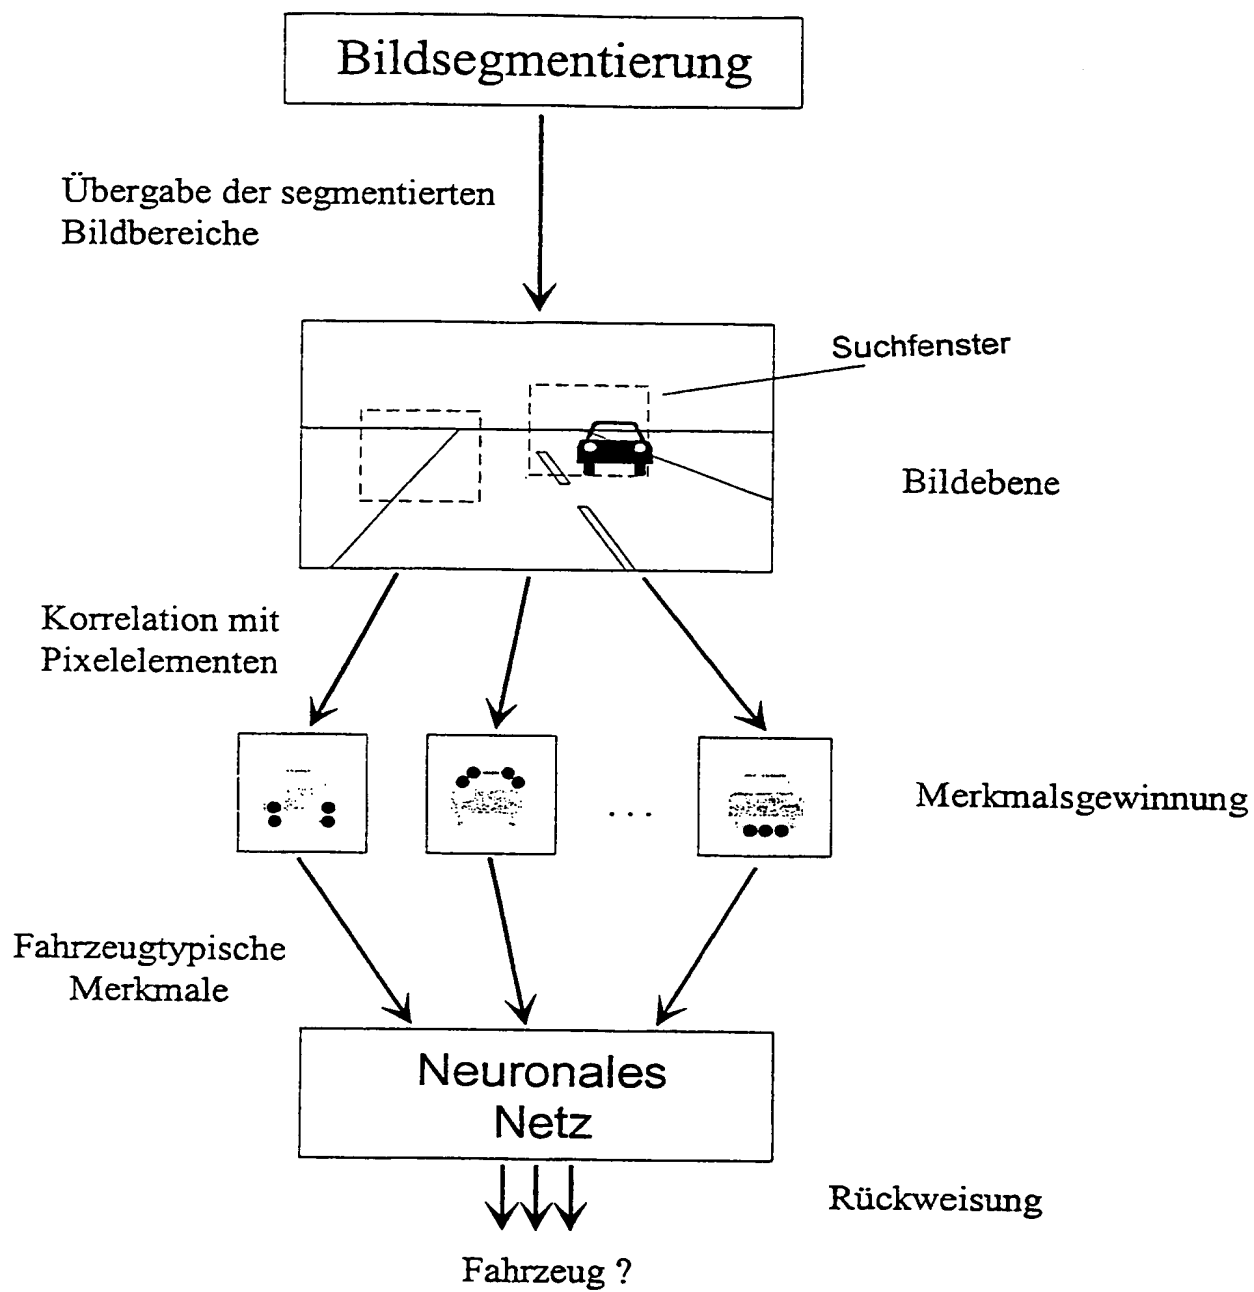 Bildsegmentierung
Übergabe der segmentierten
Bildbereiche
Suchfenster
Bildebene
Korrelation mit
Pixelelementen
. . .
Merkmalsgewinnung
Fahrzeugtypische
Merkmale
Neuronales
Netz
Rückweisung
Fahrzeug ?